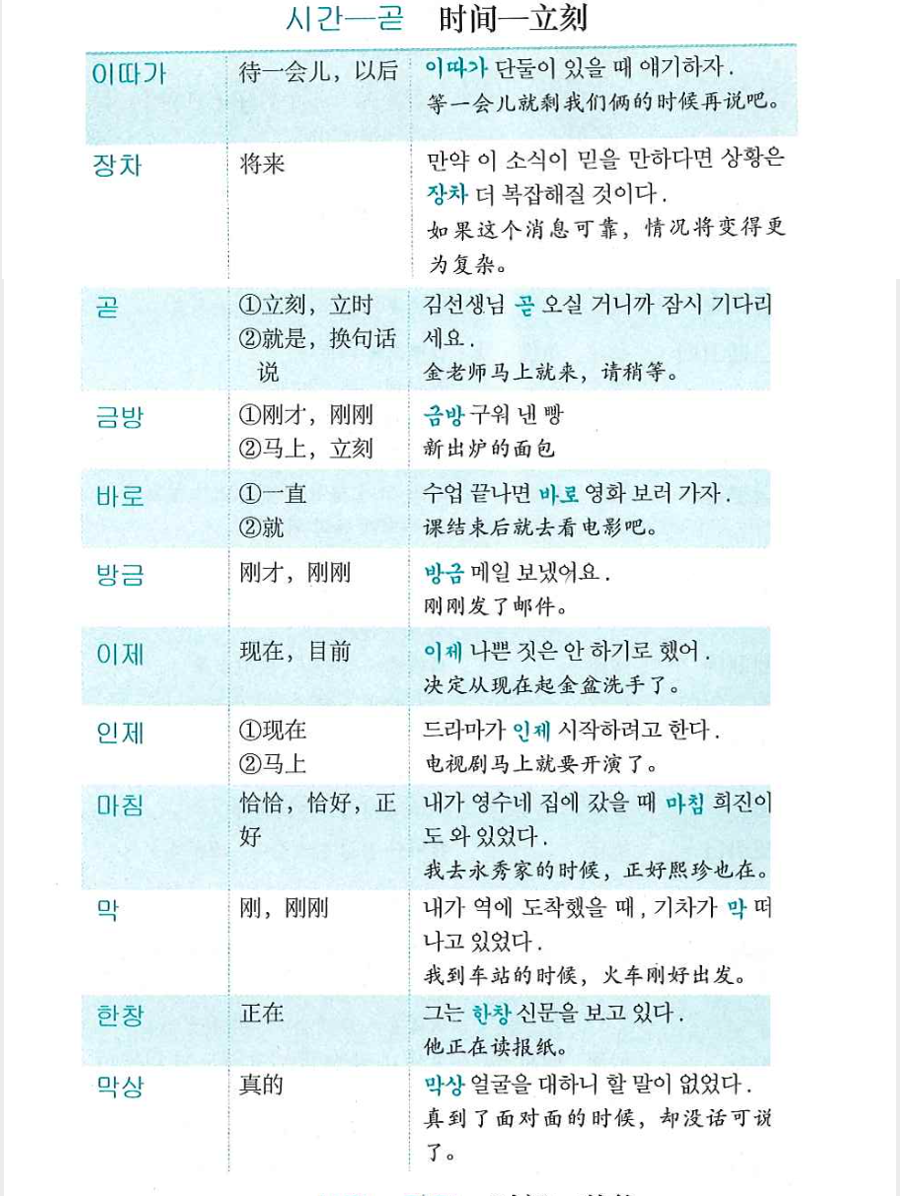 시간—곧 时间—立刻
이따가
待一会儿，以后
이따가 단둘이 있을 때 얘기하자.
等一会儿就剩我们俩的时候再说吧。
장차
将来
만약 이 소식이 믿을 만하다면 상황은
장차 더 복잡해질 것이다.
如果这个消息可靠，情况将变得更
为复杂。
곧
①立刻，立时
②就是，换句话
说
김선생님 곧 오실 거니까 잠시 기다리
세요.
金老师马上就来，请稍等。
금방
①刚才，刚刚
②马上，立刻
금방 구워 낸 빵
新出炉的面包
바로
①一直
②就
수업 끝나면 바로 영화 보러 가자.
课结束后就去看电影吧。
방금
刚才，刚刚
방금 메일 보냈어요.
刚刚发了邮件。
이제
现在，目前
이제 나쁜 짓은 안 하기로 했어.
决定从现在起金盆洗手了。
인제
①现在
②马上
드라마가 인제 시작하려고 한다.
电视剧马上就要开演了。
마침
恰恰，恰好，正
好
내가 영수네 집에 갔을 때 마침 희진이
도 와 있었다.
我去永秀家的时候，正好熙珍也在。
막
刚，刚刚
내가 역에 도착했을 때, 기차가 막 떠
나고 있었다.
我到车站的时候，火车刚好出发。
한창
正在
그는 한창 신문을 보고 있다.
他正在读报纸。
막상
真的
막상 얼굴을 대하니 할 말이 없었다.
真到了面对面的时候，却没话可说
了。